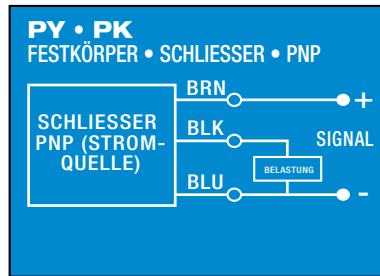 PY • PK
FESTKÖRPER • SCHLIESSER • PNP
BRN
+
SCHLIESSER
PNP (STROM-
QUELLE)
BLK
SIGNAL
BELASTUNG
BLU
-